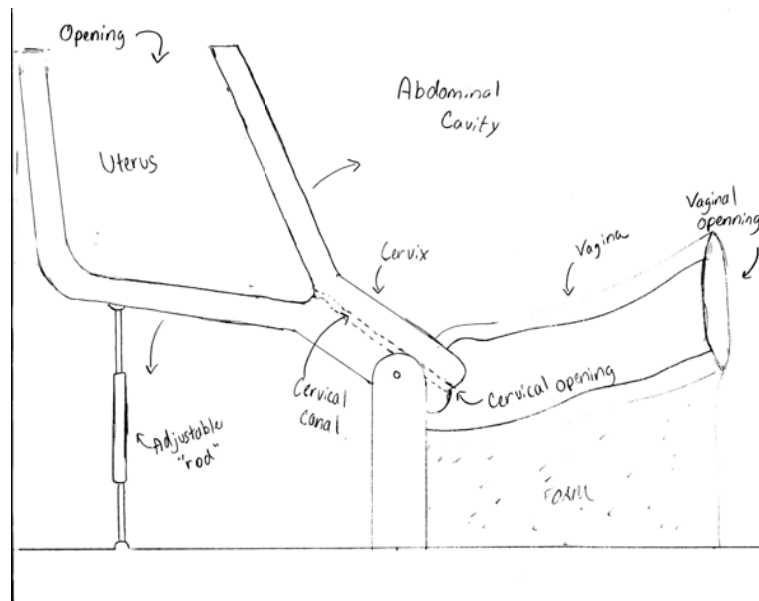 Opening
Uterus
Abdominal
Cavity
Cervix
Vagina
Vaginal
openning
Cervical
canal
Cervical opening
Adjustable
"rod"
FOAM